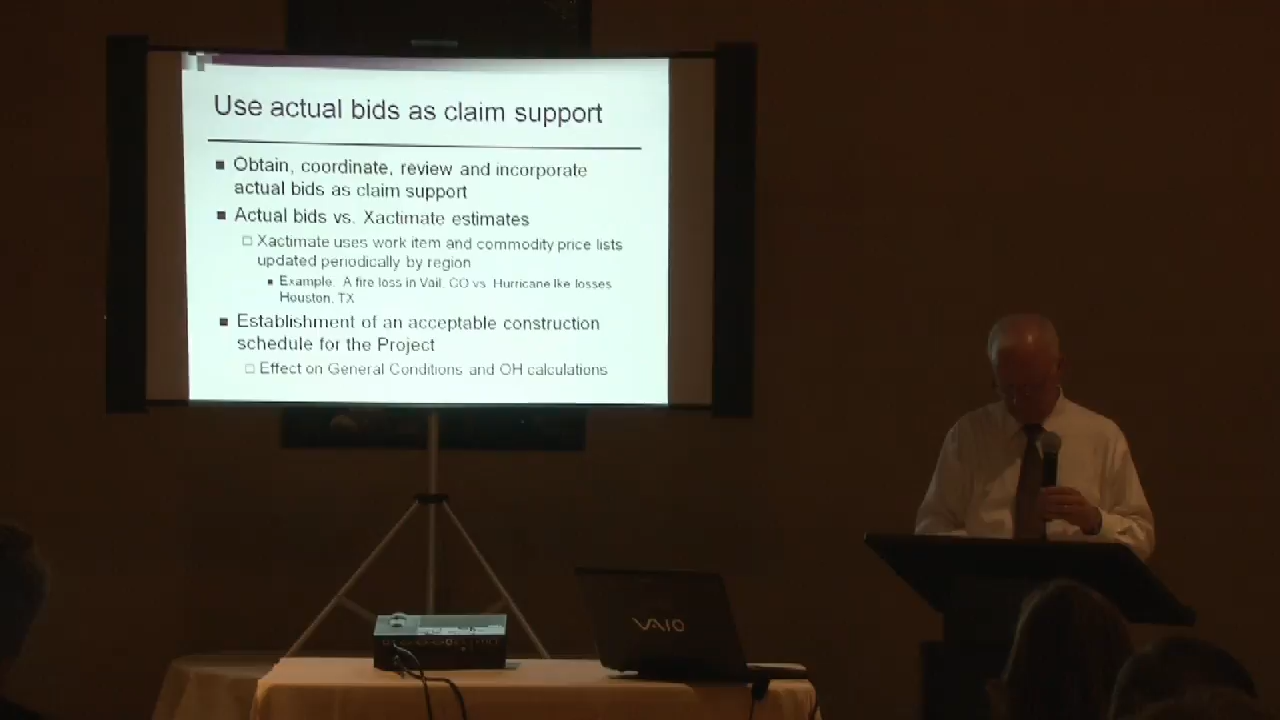 Use actual bids as claim support
Obtain, coordinate, review and incorporate
actual bids as claim support
Actual bids vs. Xactimate estimates
Xactimate uses work item and commodity price lists
updated periodically by region
Example. A fire loss in Vail, CO vs. Hurricane Ike losses
Houston, TX
Establishment of an acceptable construction
schedule for the Project
Effect on General Conditions and OH calculations
VAIO